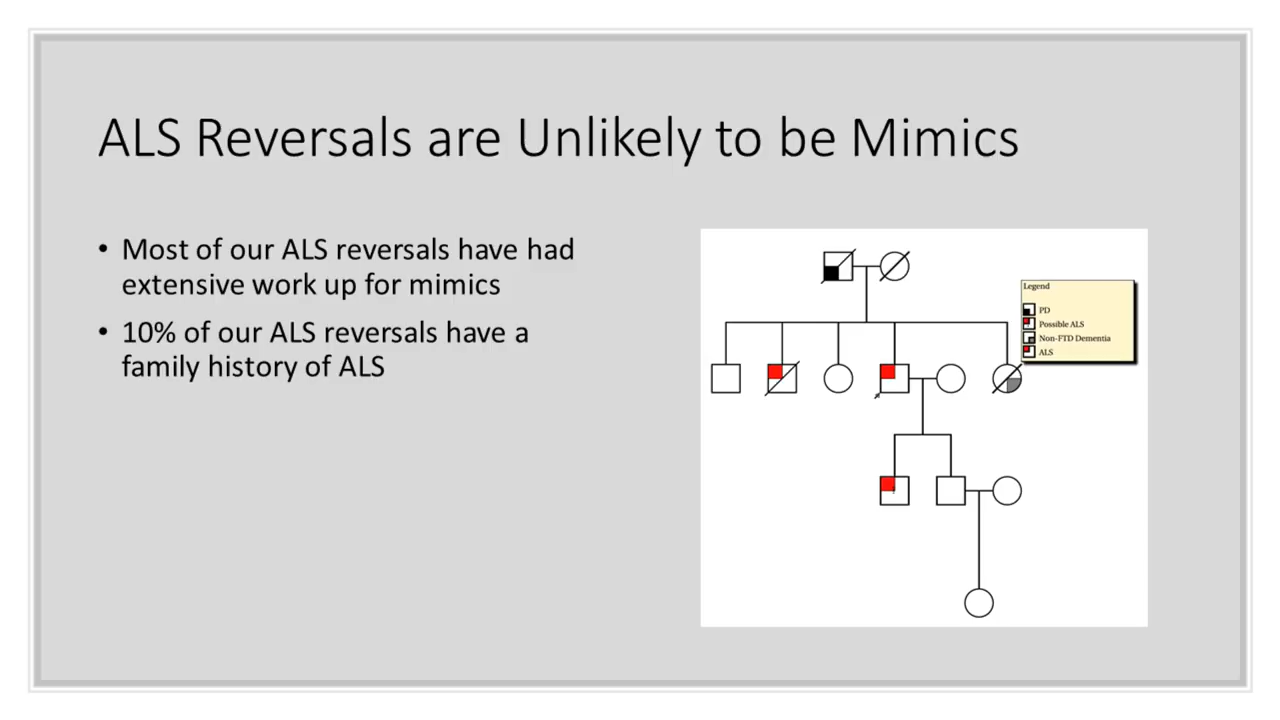 ALS Reversals are Unlikely to be Mimics
• Most of our ALS reversals have had
extensive work up for mimics
• 10% of our ALS reversals have a
family history of ALS
Legend
PD
Possible ALS
Non-FTD Dementia
ALS